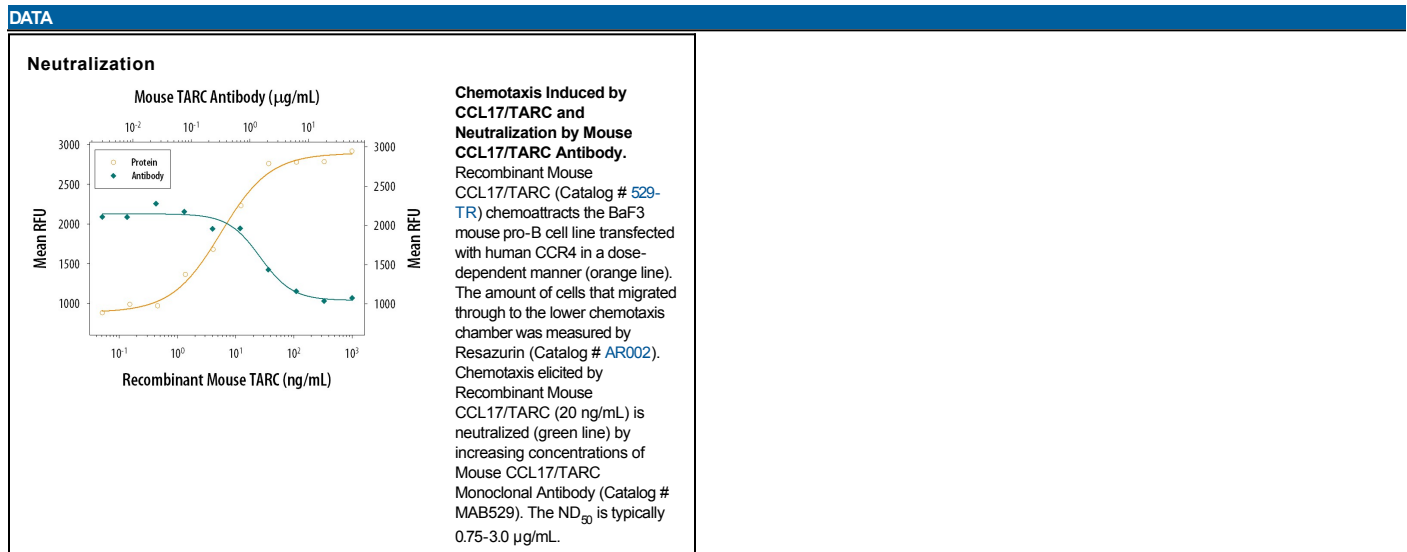 DATA
Neutralization
Mouse TARC Antibody (µg/mL)
10-2 10-1 100 101
3000 3000
Protein
Antibody
2500 2500
2000 2000
1500 1500
1000 1000
Mean RFU
Mean RFU
10-1 100 101 102 103
Recombinant Mouse TARC (ng/mL)
Chemotaxis Induced by
CCL17/TARC and
Neutralization by Mouse
CCL17/TARC Antibody.
Recombinant Mouse
CCL17/TARC (Catalog # 529-
TR) chemoattracts the BaF3
mouse pro-B cell line transfected
with human CCR4 in a dose-
dependent manner (orange line).
The amount of cells that migrated
through to the lower chemotaxis
chamber was measured by
Resazurin (Catalog # AR002).
Chemotaxis elicited by
Recombinant Mouse
CCL17/TARC (20 ng/mL) is
neutralized (green line) by
increasing concentrations of
Mouse CCL17/TARC
Monoclonal Antibody (Catalog #
MAB529). The ND50 is typically
0.75-3.0 µg/mL.